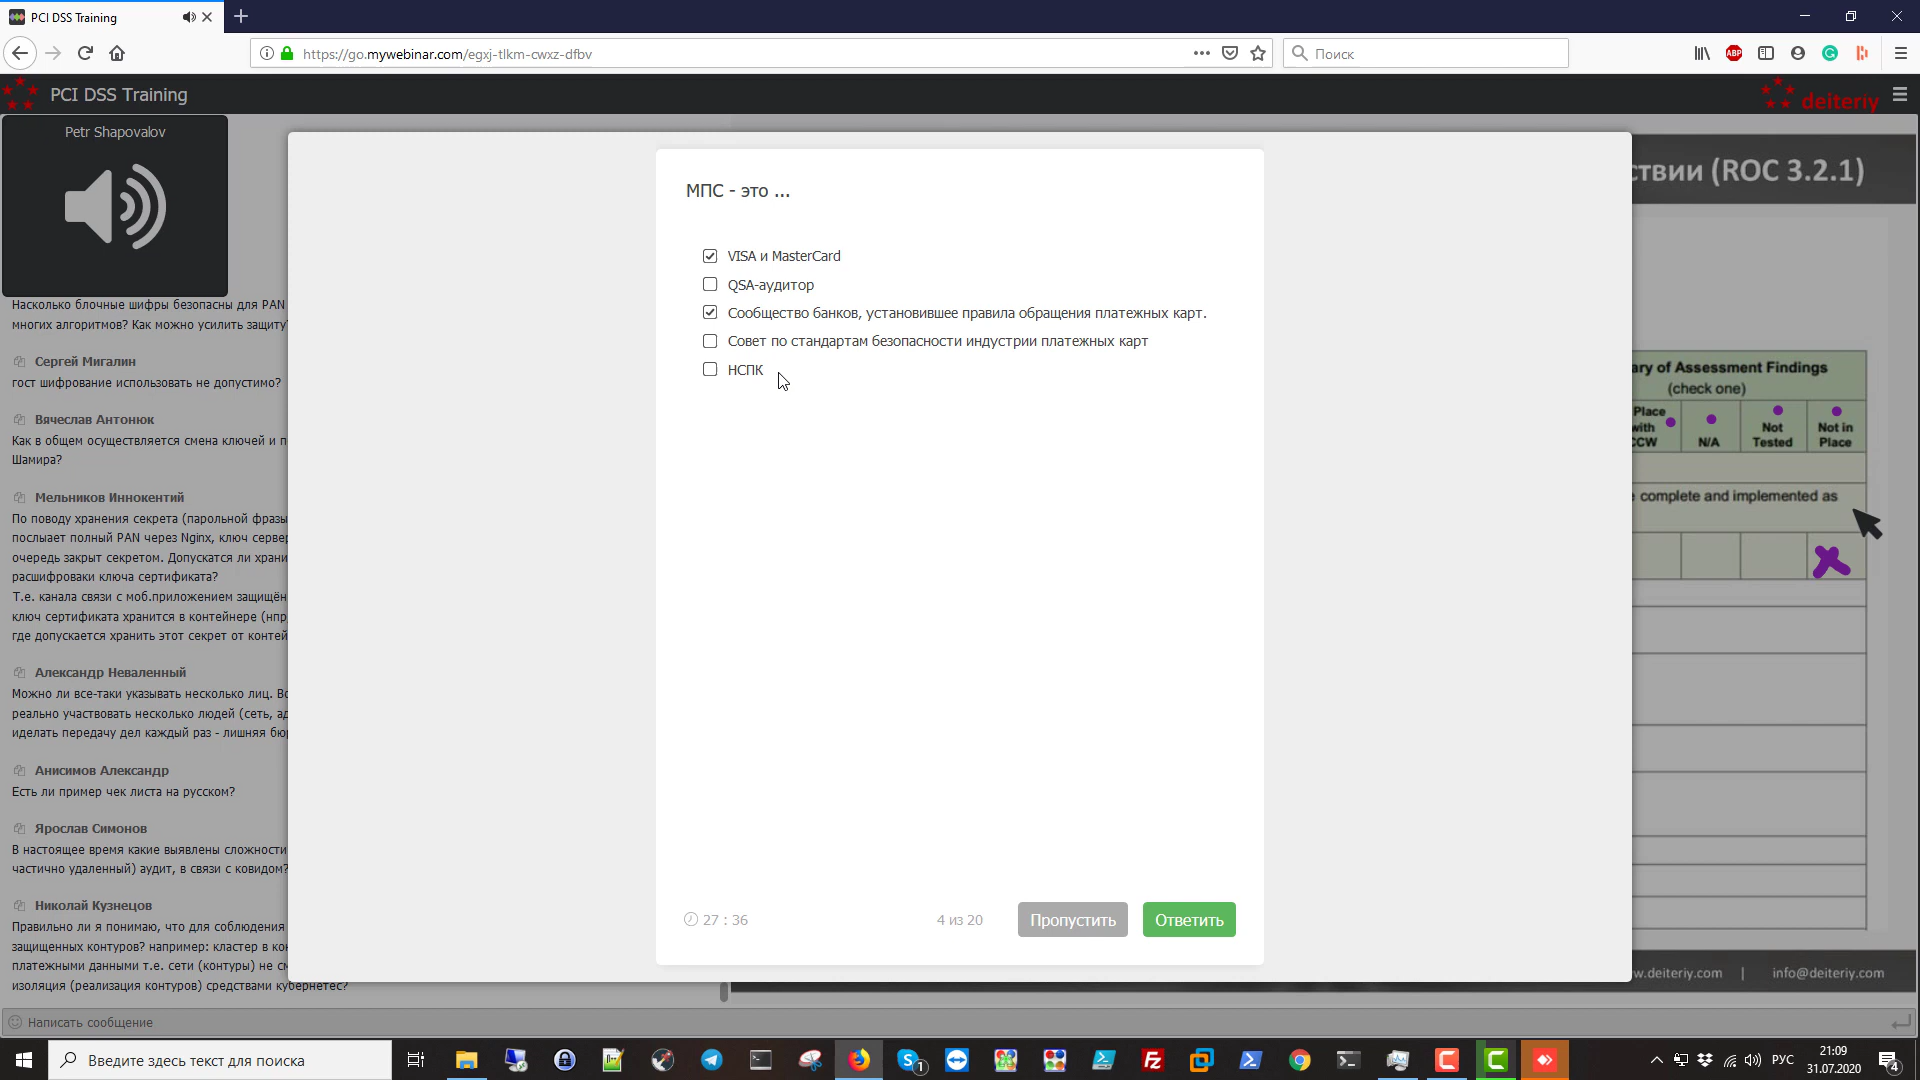 PCI DSS Training
https://go.mywebinar.com/egxj-tlkm-cwxz-dfbv
Поиск
ABP
PCI DSS Training
deiteriy
Petr Shapovalov
Насколько блочные шифры безопасны для PAN
многих алгоритмов? Как можно усилить защиту?
Сергей Мигалин
гост шифрование использовать не допустимо?
Вячеслав Антонюк
Как в общем осуществляется смена ключей и п
Шамира?
Мельников Иннокентий
По поводу хранения секрета (парольной фразы
послыает полный PAN через Nginx, ключ сервер
очередь закрыт секретом. Допускатся ли храни
расшифроваки ключа сертификата?
Т.е. канала связи с моб.приложением защищён
ключ сертификата хранится в контейнере (нпр
где допускается хранить этот секрет от контей
Александр Неваленный
Можно ли все-таки указывать несколько лиц. Вс
реально участвовать несколько людей (сеть, ад
иделать передачу дел каждый раз - лишняя бюр
Анисимов Александр
Есть ли пример чек листа на русском?
Ярослав Симонов
В настоящее время какие выявлены сложности
частично удаленный) аудит, в связи с ковидом?
Николай Кузнецов
Правильно ли я понимаю, что для соблюдения
защищенных контуров? например: кластер в кон
платежными данными т.е. сети (контуры) не см
изоляция (реализация контуров) средствами кубернетес?
Написать сообщение
МПС - это ...
VISA и MasterCard
QSA-аудитор
Сообщество банков, установившее правила обращения платежных карт.
Совет по стандартам безопасности индустрии платежных карт
НСПК
27 : 36
4 из 20
Пропустить
Ответить
ствии (ROC 3.2.1)
ary of Assessment Findings
(check one)
Place
with
CCW
N/A
Not
Tested
Not in
Place
e complete and implemented as
w.deiteriy.com | info@deiteriy.com
Введите здесь текст для поиска
1
РУС
21:09
31.07.2020
4